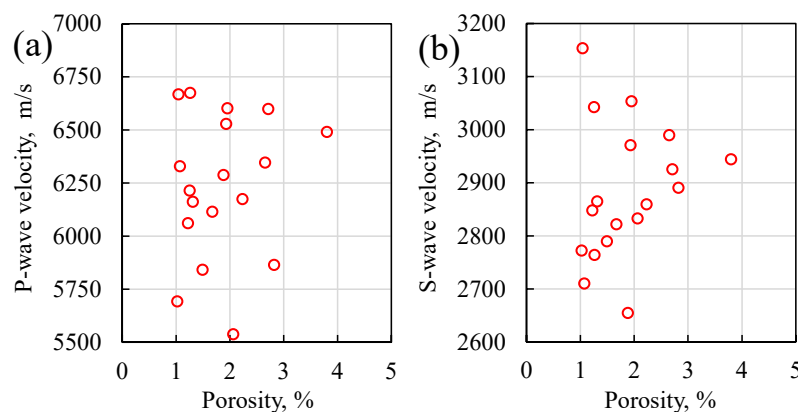 (a)
P-wave velocity, m/s
7000
6750
6500
6250
6000
5750
5500
0 1 2 3 4 5
Porosity, %
(b)
S-wave velocity, m/s
3200
3100
3000
2900
2800
2700
2600
0 1 2 3 4 5
Porosity, %